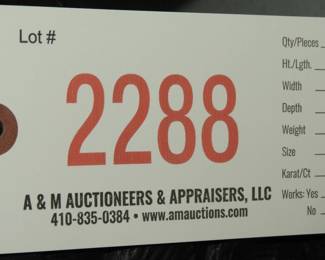 Lot #
2288
A & M AUCTIONEERS & APPRAISERS, LLC
410-835-0384 • www.amauctions.com
Qty/Pieces
Ht./Lgth.
Width
Depth
Weight
Size
Karat/Ct
Works: Yes
No